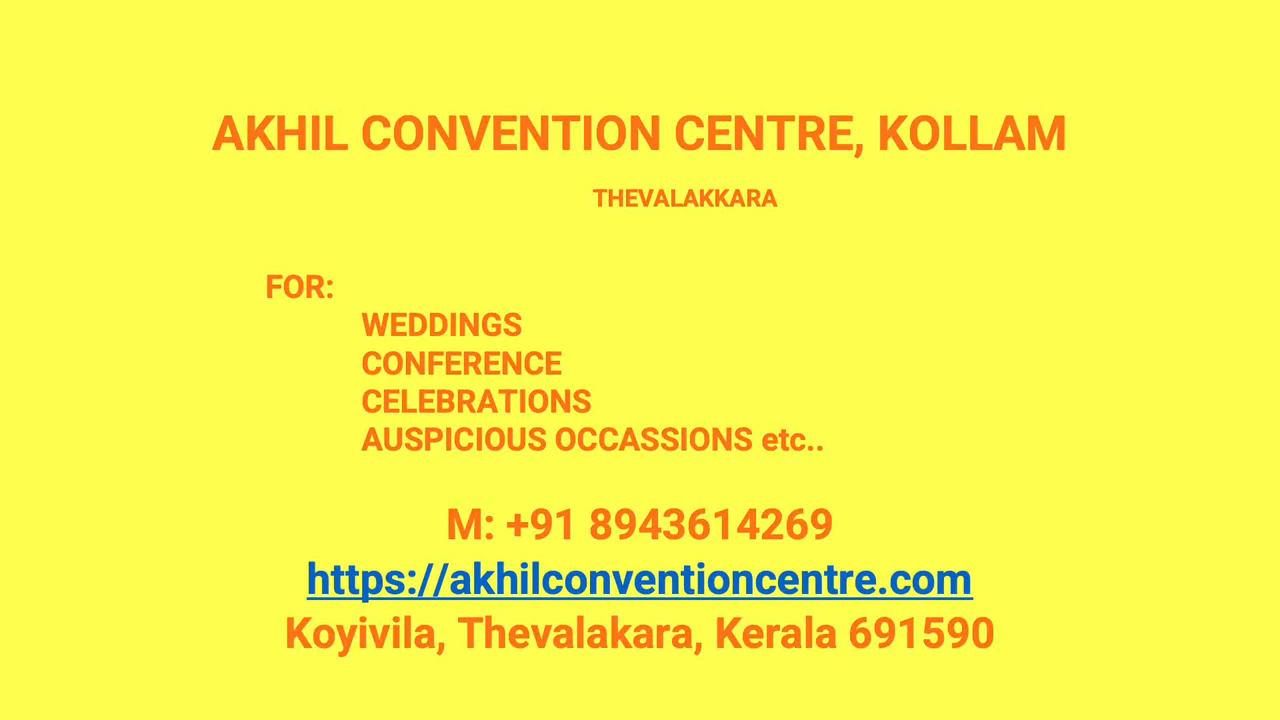 AKHIL CONVENTION CENTRE, KOLLAM
THEVALAKKARA
FOR:
WEDDINGS
CONFERENCE
CELEBRATIONS
AUSPICIOUS OCCASSIONS etc..
M: +91 8943614269
https://akhilconventioncentre.com
Koyivila, Thevalakara, Kerala 691590